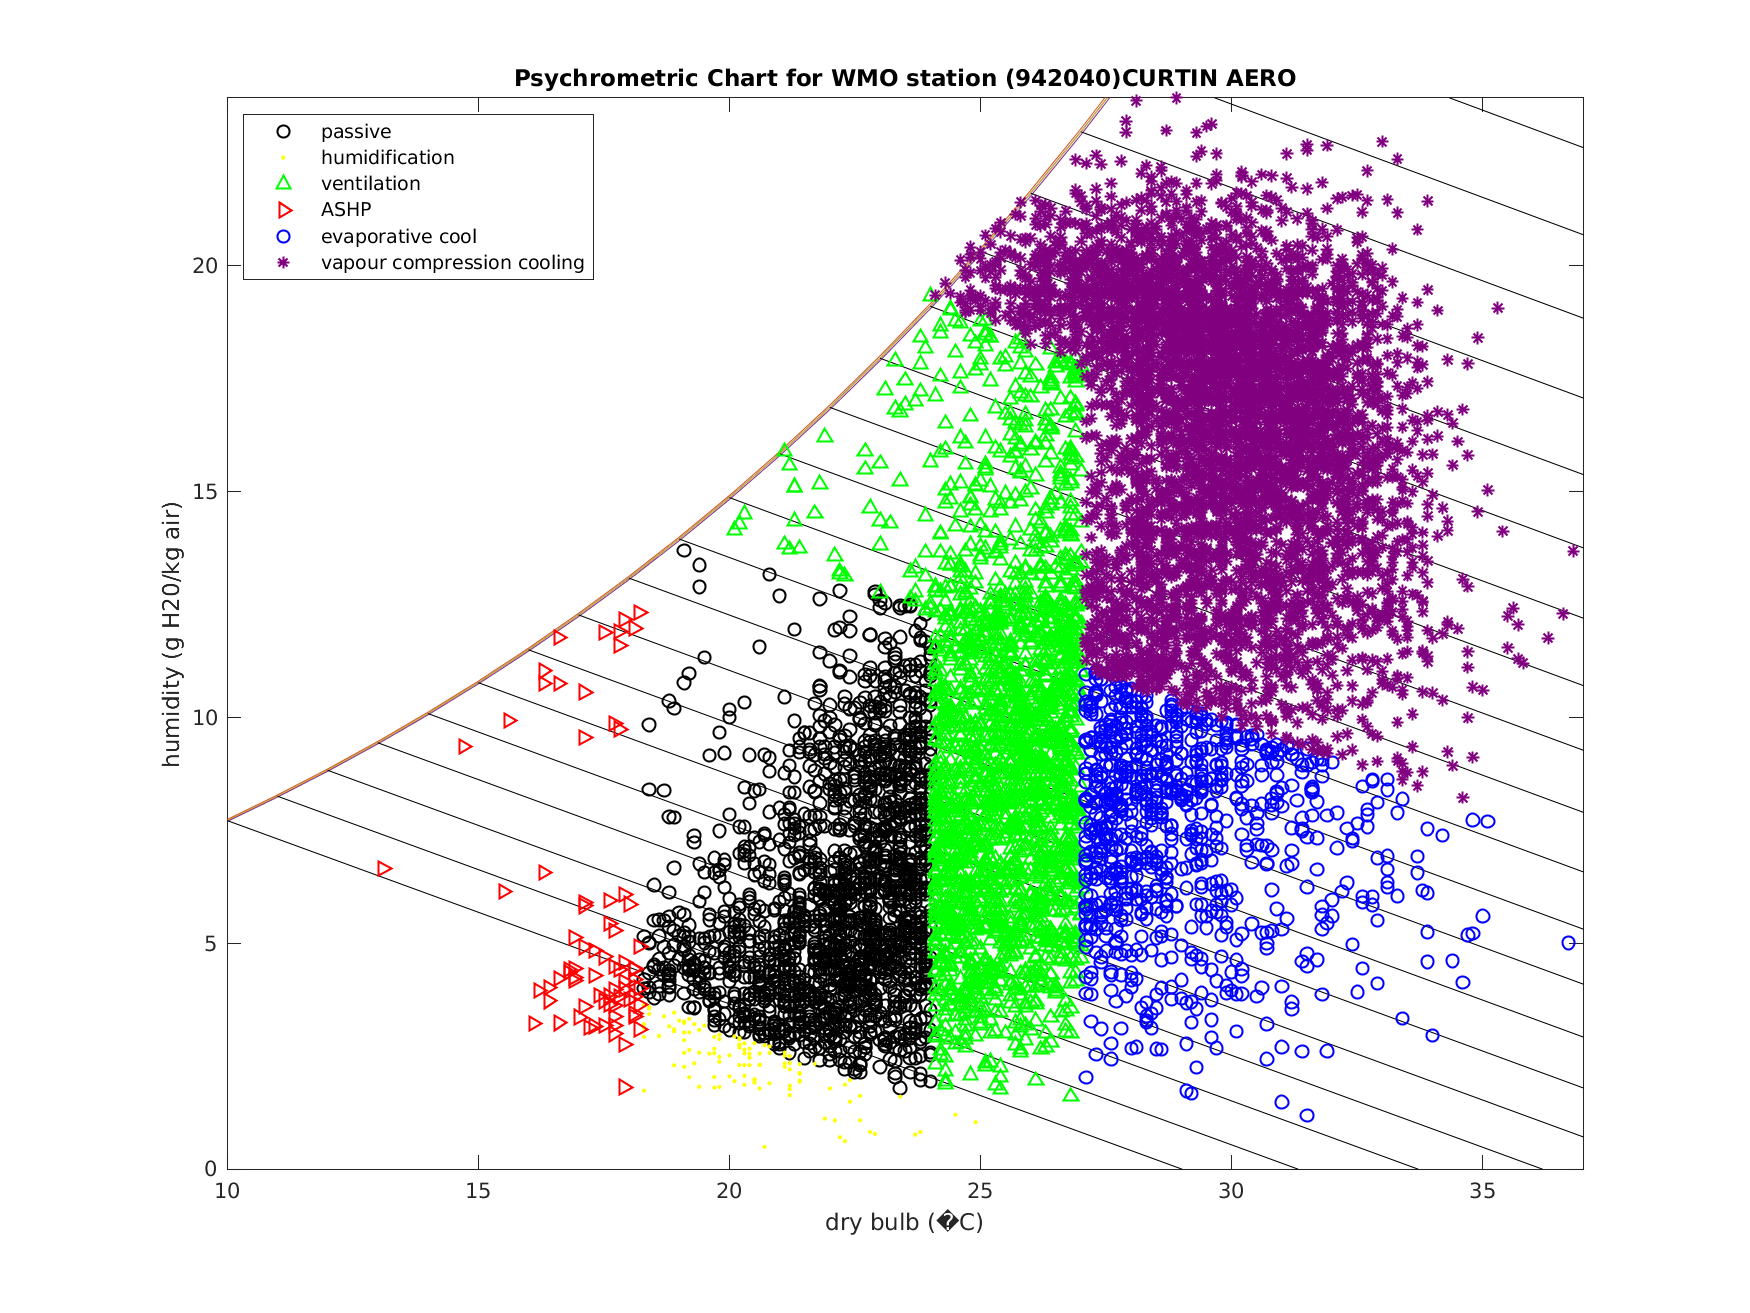 Psychrometric Chart for WMO station (942040)CURTIN AERO
passive
humidification
ventilation
ASHP
evaporative cool
vapour compression cooling
humidity (g H20/kg air)
20
15
10
5
0
10 15 20 25 30 35
dry bulb (�C)